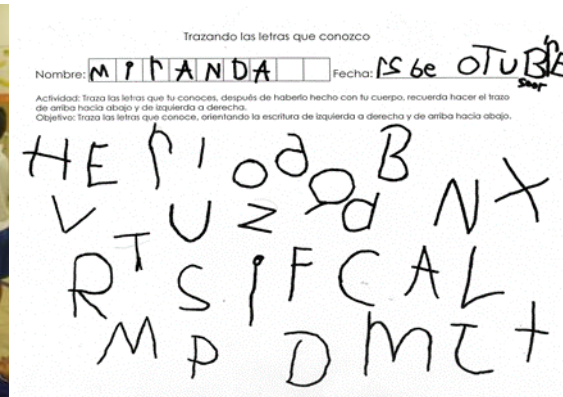 Trazando las letras que conozco
Nombre: MIrANDA Fecha: 15 be OTUBrE
Actividad: Traza las letras que tu conoces, después de haberlo hecho con tu cuerpo, recuerda hacer el trazo
de arriba hacia abajo y de izquierda a derecha.
Objetivo: Traza las letras que conoce, orientando la escritura de izquierda a derecha y de arriba hacia abajo.
H E r I o a o d B N X
V U Z
R T S i F C A L
M P D m t